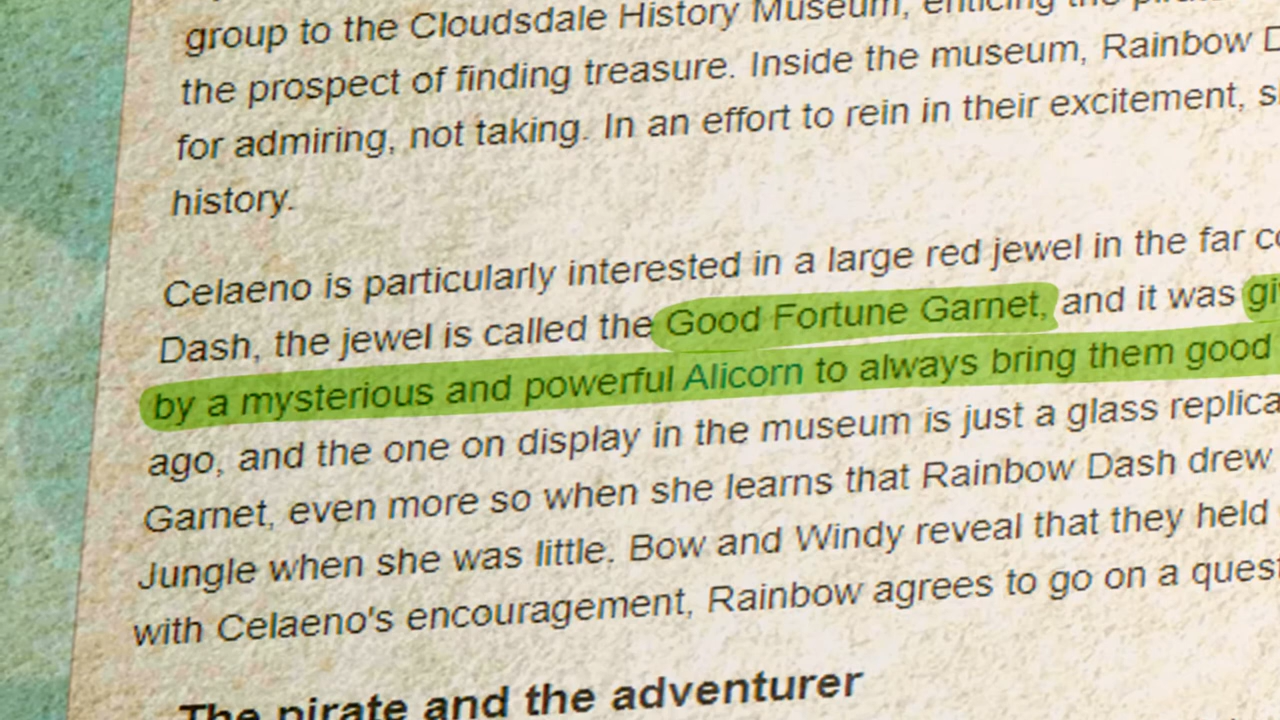 group to the Cloudsdale History Museum, enticing the
the prospect of finding treasure. Inside the museum, Rainbow
for admiring, not taking. In an effort to rein in their excitement,
history.
Celaeno is particularly interested in a large red jewel in the far
Dash, the jewel is called the Good Fortune Garnet, and it was
by a mysterious and powerful Alicorn to always bring them good
ago, and the one on display in the museum is just a glass replica
Garnet, even more so when she learns that Rainbow Dash drew
Jungle when she was little. Bow and Windy reveal that they held
with Celaeno's encouragement, Rainbow agrees to go on a quest
The pirate and the adventurer